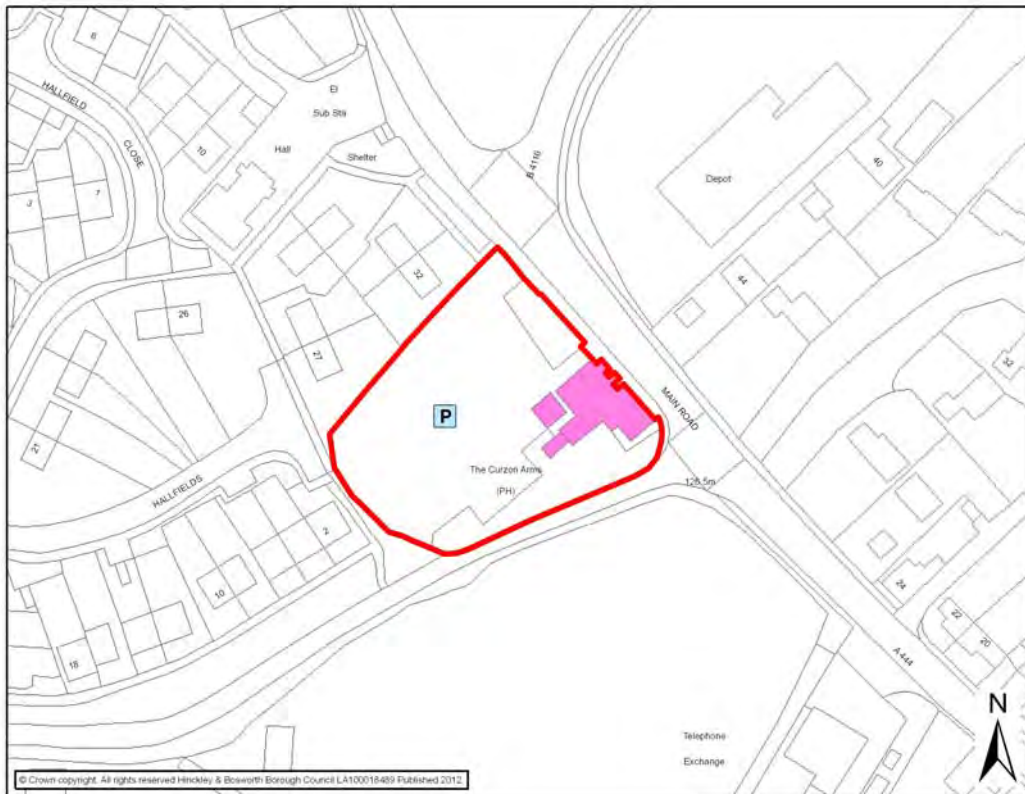 6
HALLFIELD
El
Sub Sta
CLOSE
10
Hall
Shelter
B 4116
Depot
40
3
7
32
44
26
27
32
MAIN ROAD
P
21
The Curzon Arms
(PH)
126.5m
HALLFIELDS
2
10
24
22
20
18
A 444
N
Telephone
Exchange
© Crown copyright. All rights reserved Hinckley & Bosworth Borough Council LA100018489 Published 2012